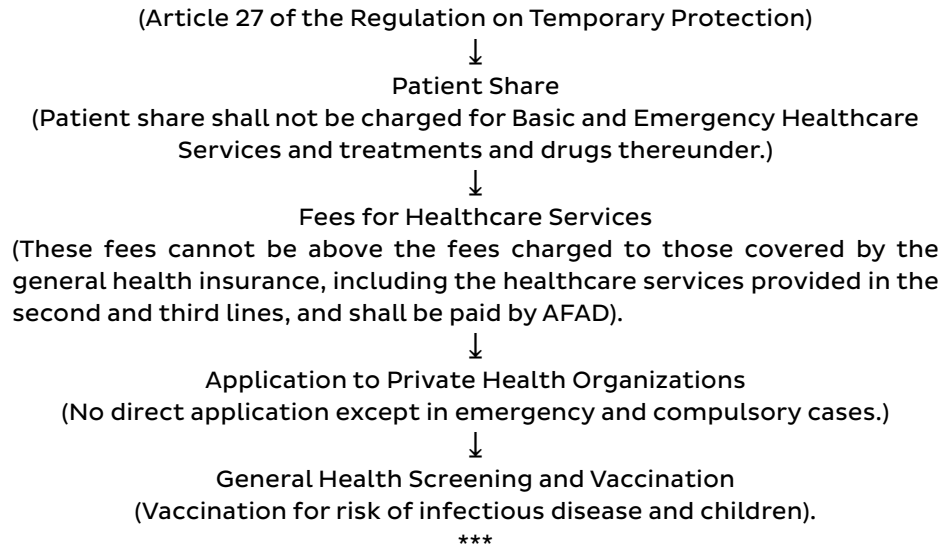 (Article 27 of the Regulation on Temporary Protection)
↓
Patient Share
(Patient share shall not be charged for Basic and Emergency Healthcare
Services and treatments and drugs thereunder.)
↓
Fees for Healthcare Services
(These fees cannot be above the fees charged to those covered by the
general health insurance, including the healthcare services provided in the
second and third lines, and shall be paid by AFAD).
↓
Application to Private Health Organizations
(No direct application except in emergency and compulsory cases.)
↓
General Health Screening and Vaccination
(Vaccination for risk of infectious disease and children).
***